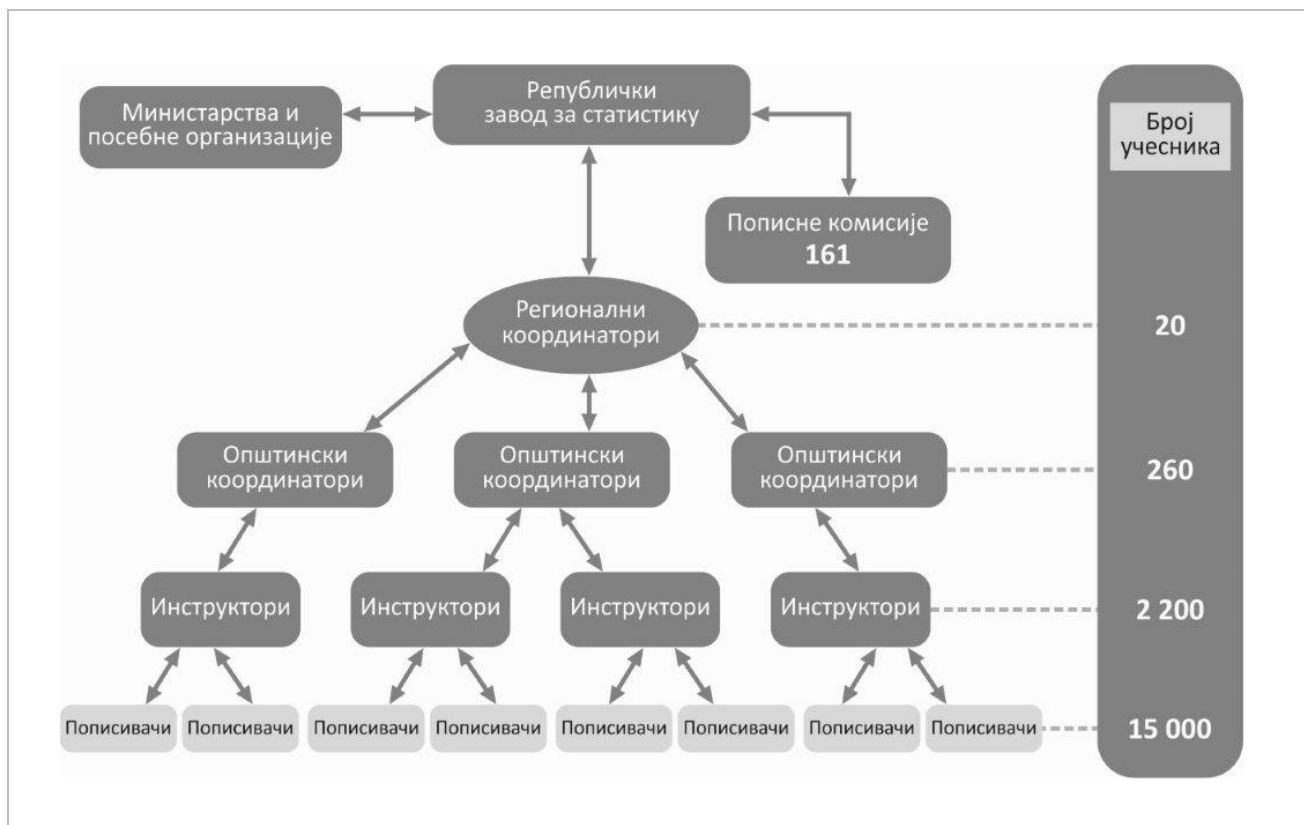 Републички
завод за статистику
Министарства и
посебне организације
Број
учесника
Пописне комисије
161
Регионални
координатори
20
Општински
координатори
Општински
координатори
Општински
координатори
260
Инструктори
Инструктори
Инструктори
Инструктори
2 200
Пописивачи
Пописивачи
Пописивачи
Пописивачи
Пописивачи
Пописивачи
Пописивачи
Пописивачи
15 000